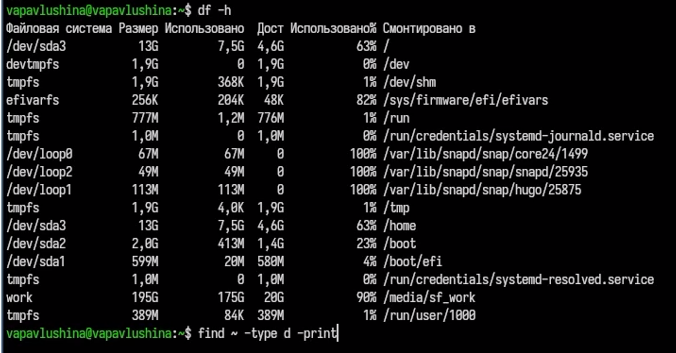 vapavlushina@vapavlushina:~$ df -h
Файловая система Размер Использовано Дост Использовано% Смонтировано в
/dev/sda3 13G 7,5G 4,6G 63% /
devtmpfs 1,9G 0 1,9G 0% /dev
tmpfs 1,9G 368K 1,9G 1% /dev/shm
efivarfs 256K 204K 48K 82% /sys/firmware/efi/efivars
tmpfs 777M 1,2M 776M 1% /run
tmpfs 1,0M 0 1,0M 0% /run/credentials/systemd-journald.service
/dev/loop0 67M 67M 0 100% /var/lib/snapd/snap/core24/1499
/dev/loop2 49M 49M 0 100% /var/lib/snapd/snap/snapd/25935
/dev/loop1 113M 113M 0 100% /var/lib/snapd/snap/hugo/25875
tmpfs 1,9G 4,0K 1,9G 1% /tmp
/dev/sda3 13G 7,5G 4,6G 63% /home
/dev/sda2 2,0G 413M 1,4G 23% /boot
/dev/sda1 599M 20M 580M 4% /boot/efi
tmpfs 1,0M 0 1,0M 0% /run/credentials/systemd-resolved.service
work 195G 175G 20G 90% /media/sf_work
tmpfs 389M 84K 389M 1% /run/user/1000
vapavlushina@vapavlushina:~$ find ~ -type d -print